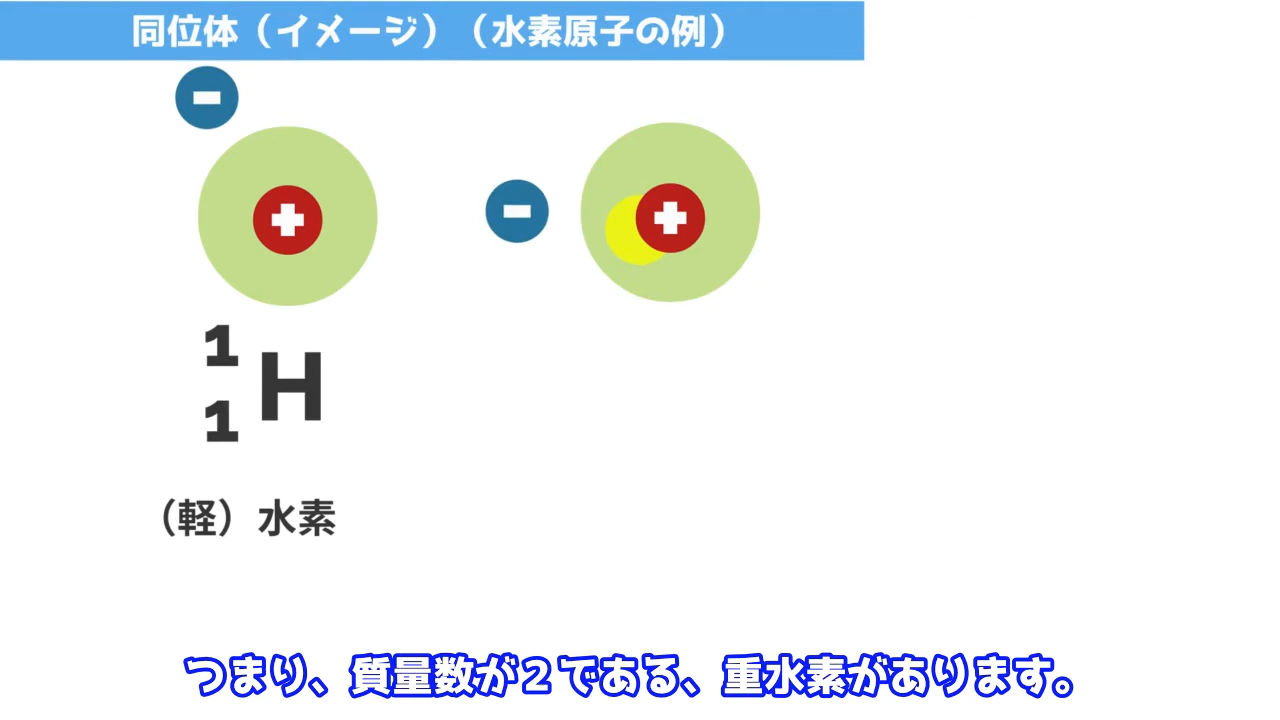 同位体（イメージ）（水素原子の例）
1
1
H
（軽）水素
つまり、質量数が２である、重水素があります。